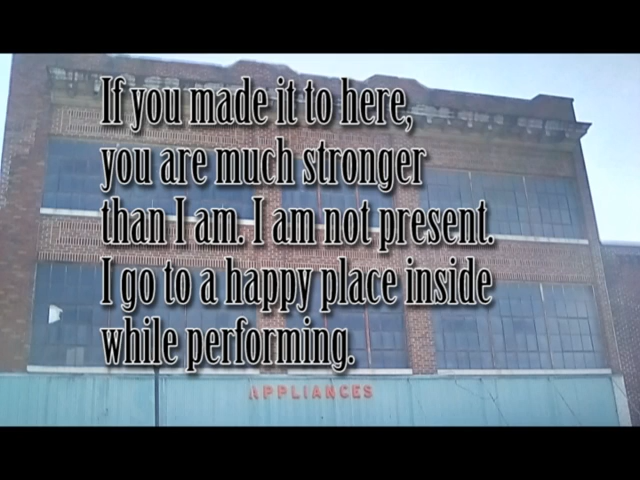 If you made it to here,
you are much stronger
than I am. I am not present.
I go to a happy place inside
while performing.
APPLIANCES